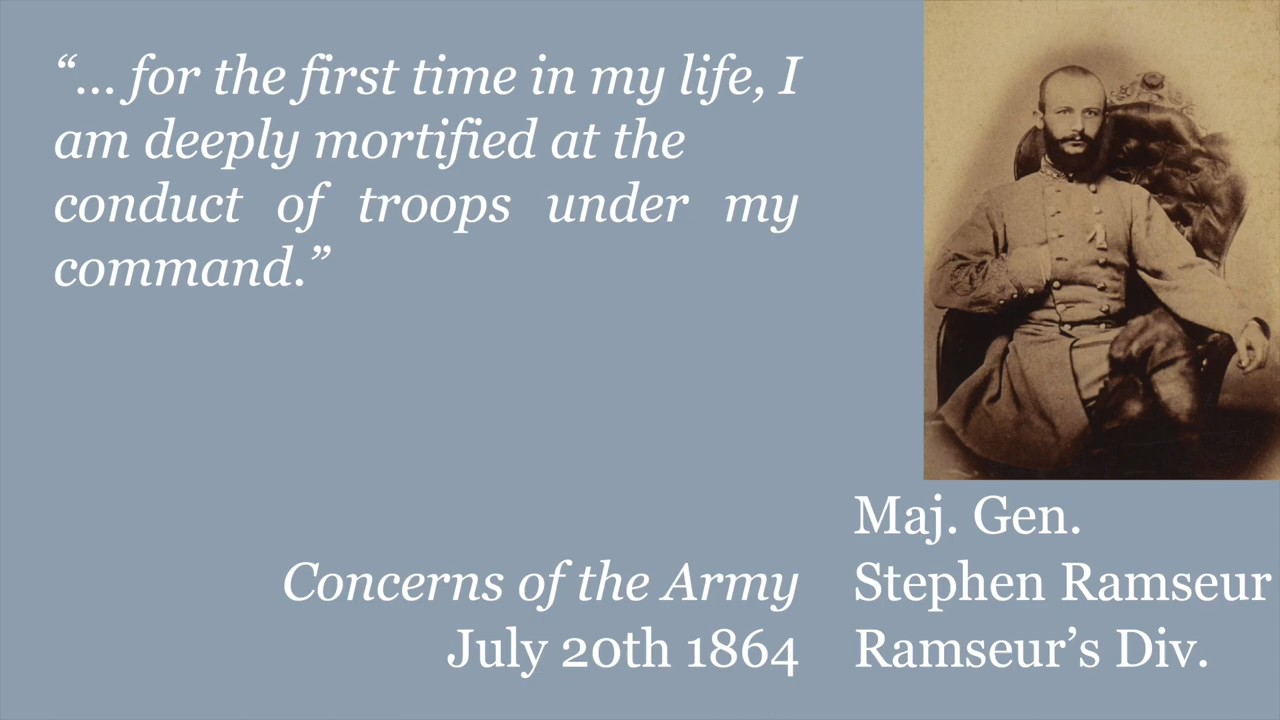 “... for the first time in my life, I
am deeply mortified at the
conduct of troops under my
command.”
Concerns of the Army
July 20th 1864
Maj. Gen.
Stephen Ramseur
Ramseur’s Div.